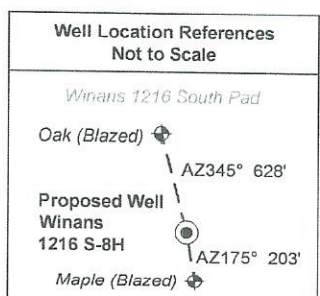 Well Location References
Not to Scale
Winans 1216 South Pad
Oak (Blazed)
AZ345° 628'
Proposed Well
Winans
1216 S-8H
AZ175° 203'
Maple (Blazed)